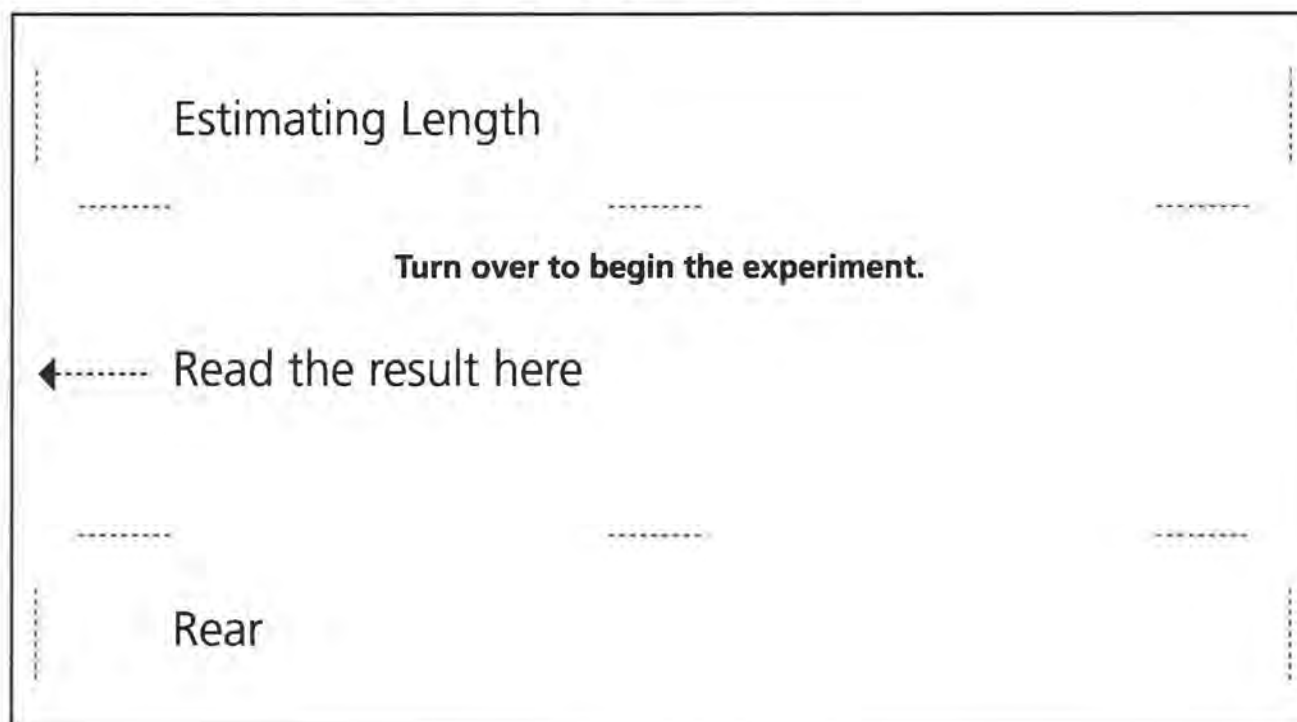 Estimating Length
Turn over to begin the experiment.
Read the result here
Rear